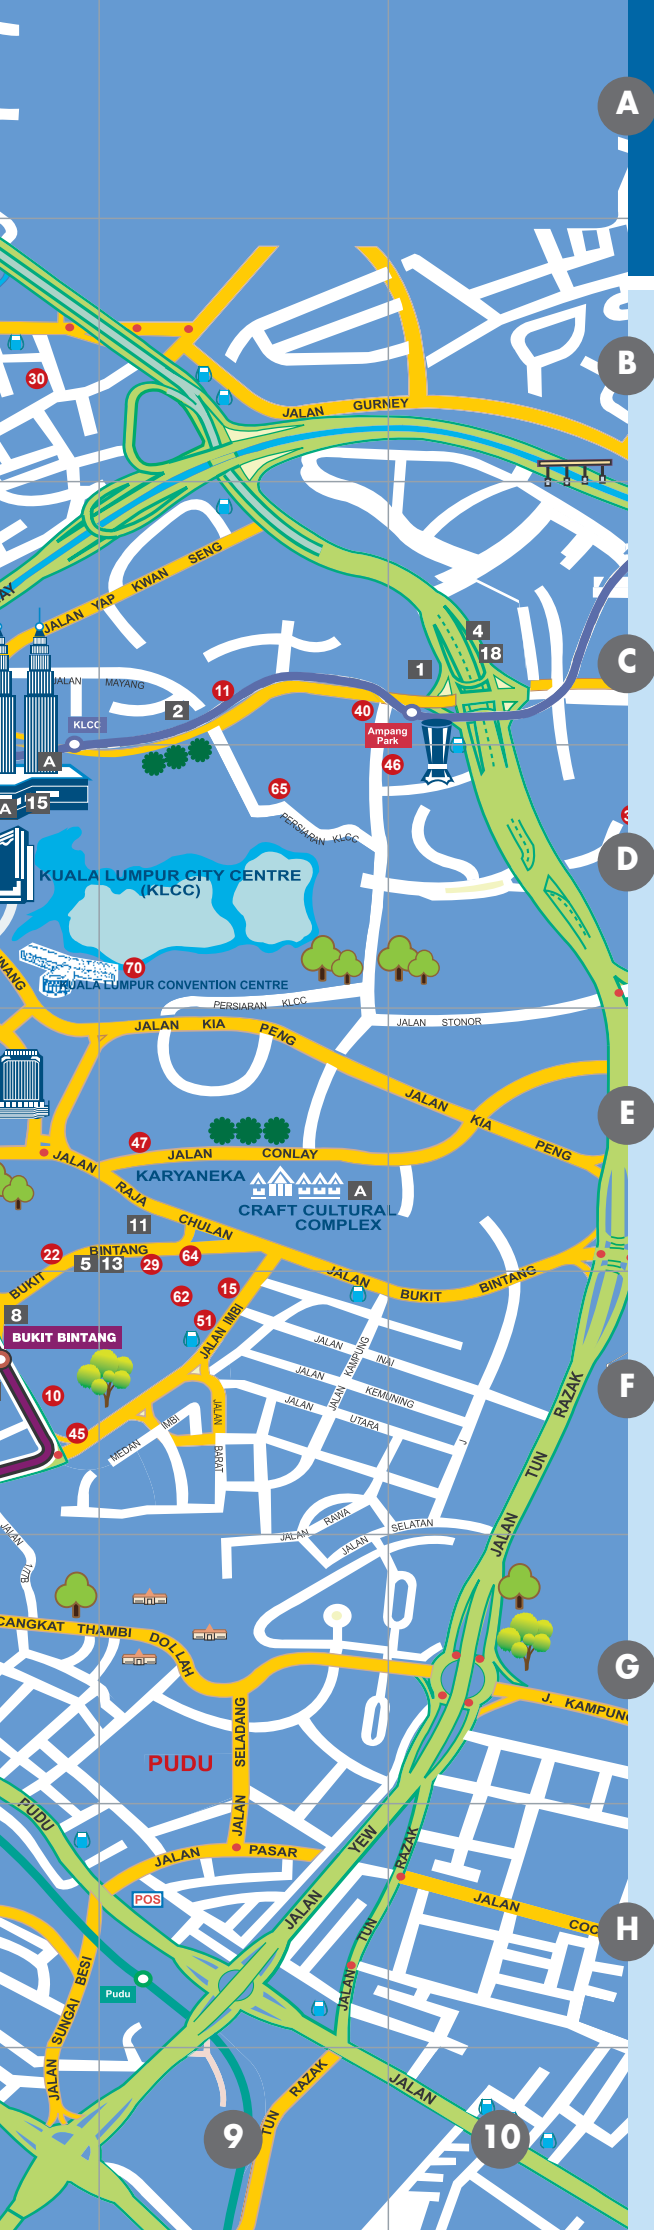 A
B
30
JALAN GURNEY
JALAN YAP KWAN SENG
AY
4
18
C
1
JALAN MAYANG
11
2
40
KLCC
Ampang
Park
A
46
A
15
65
PERSIARAN KLCC
D
KUALA LUMPUR CITY CENTRE
(KLCC)
INANG
70
KUALA LUMPUR CONVENTION CENTRE
PERSIARAN KLCC
JALAN STONOR
JALAN KIA PENG
JALAN KIA PENG
E
47
JALAN CONLAY
JALAN RAJA CHULAN
KARYANEKA
A
CRAFT CULTURAL
COMPLEX
11
22
BUKIT BINTANG
64
5
13
29
JALAN BUKIT BINTANG
62
15
51
JALAN IMBI
8
BUKIT BINTANG
JALAN INAI
JALAN KAMPUNG
JALAN KEMUNING
JALAN UTARA
F
10
45
MEDAN IMBI
JALAN BARAT
J
JALAN TUN RAZAK
JALAN 1/77B
JALAN RAWA
JALAN SELATAN
CANGKAT THAMBI DOLLAH
G
J. KAMPUNG
PUDU
JALAN SELADANG
PUDU
JALAN PASAR
JALAN YEW
JALAN TUN RAZAK
POS
JALAN COC
H
JALAN SUNGAI BESI
Pudu
JALAN
TUN RAZAK
9
10